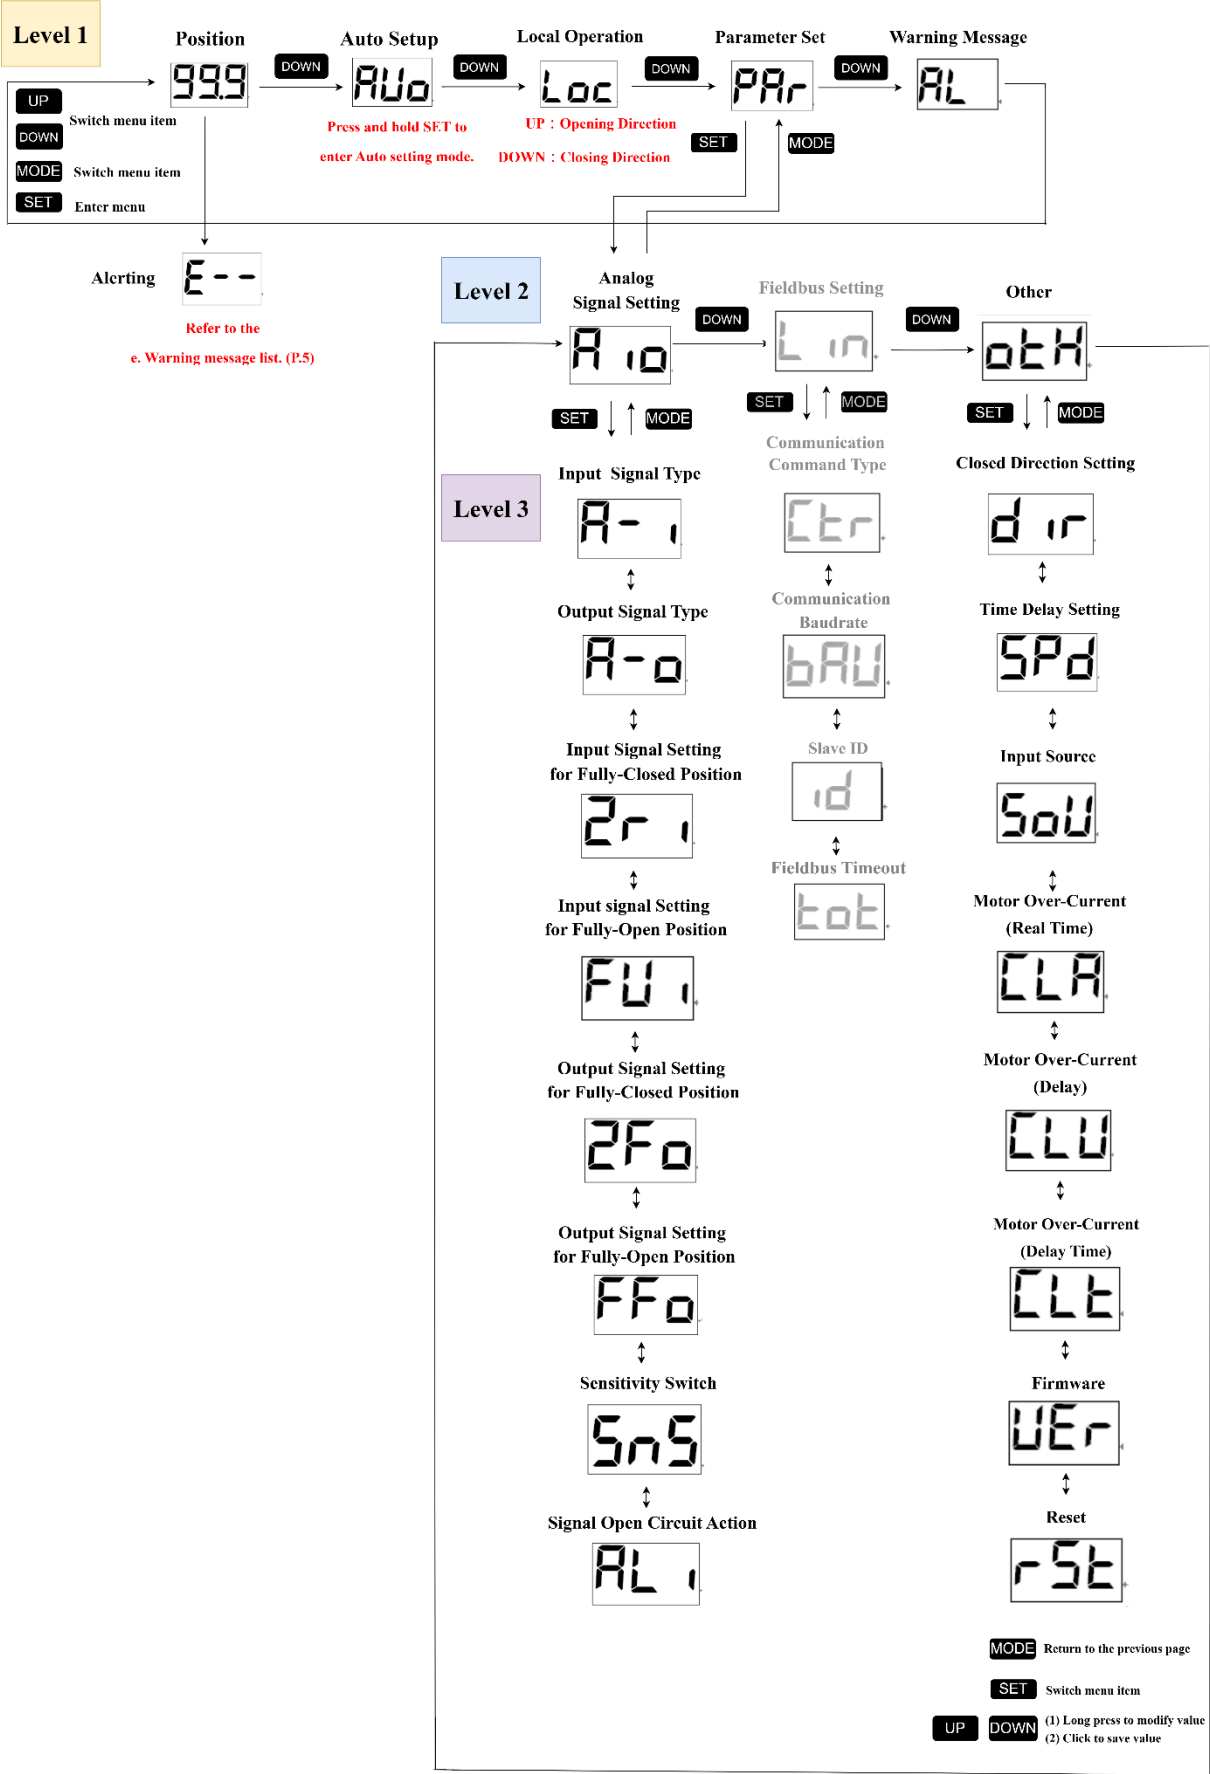 Level 1
Position
Auto Setup
Local Operation
Parameter Set
Warning Message
99.9
DOWN
AUo
DOWN
Loc
DOWN
PAr
DOWN
AL
UP
Switch menu item
DOWN
MODE
Switch menu item
SET
Enter menu
Press and hold SET to
enter Auto setting mode.
UP：Opening Direction
DOWN：Closing Direction
SET
MODE
Alerting
E--
Refer to the
e. Warning message list. (P.5)
Level 2
Analog
Signal Setting
A io
DOWN
Fieldbus Setting
L in
DOWN
Other
otH
SET
MODE
SET
MODE
SET
MODE
Level 3
Input Signal Type
A-i
Output Signal Type
A-o
Input Signal Setting
for Fully-Closed Position
2r i
Input signal Setting
for Fully-Open Position
FU i
Output Signal Setting
for Fully-Closed Position
2Fo
Output Signal Setting
for Fully-Open Position
FFo
Sensitivity Switch
SnS
Signal Open Circuit Action
AL i
Communication
Command Type
Ctr
Communication
Baudrate
bAU
Slave ID
id
Fieldbus Timeout
tot
Closed Direction Setting
d ir
Time Delay Setting
SPd
Input Source
SoU
Motor Over-Current
(Real Time)
CLA
Motor Over-Current
(Delay)
CLU
Motor Over-Current
(Delay Time)
CLt
Firmware
UEr
Reset
rSt
MODE
Return to the previous page
SET
Switch menu item
UP
DOWN
(1) Long press to modify value
(2) Click to save value